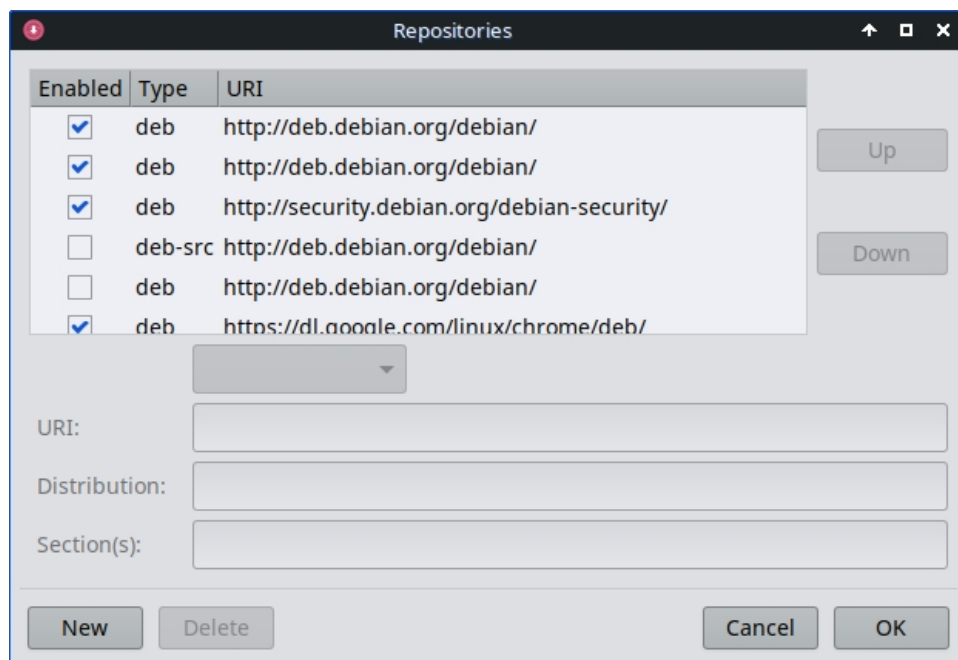 Repositories
Enabled Type URI
deb http://deb.debian.org/debian/
Up
deb http://deb.debian.org/debian/
deb http://security.debian.org/debian-security/
deb-src http://deb.debian.org/debian/
Down
deb http://deb.debian.org/debian/
deb https://dl.google.com/linux/chrome/deb/
URI:
Distribution:
Section(s):
New Delete Cancel OK